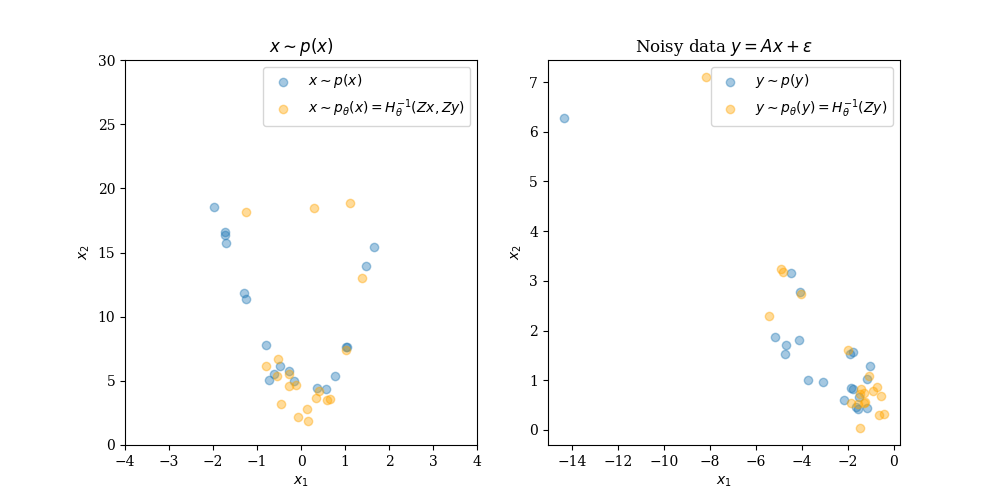 x ∼ p(x)
30
25
20
15
10
5
0
x₂
−4 −3 −2 −1 0 1 2 3 4
x₁
x ∼ p(x)
x ∼ p_θ(x) = H_θ^{-1}(Zx, Zy)
Noisy data y = Ax + ε
7
6
5
4
3
2
1
0
x₂
−14 −12 −10 −8 −6 −4 −2 0
x₁
y ∼ p(y)
y ∼ p_θ(y) = H_θ^{-1}(Zy)